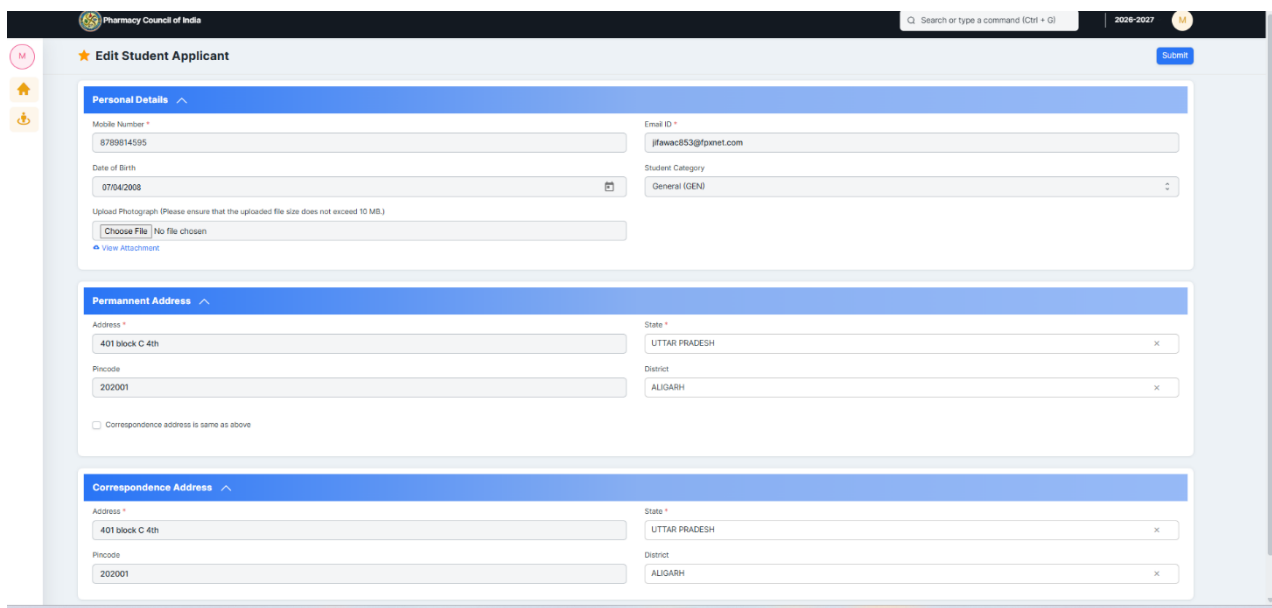 Pharmacy Council of India
Search or type a command (Ctrl + G)
2026-2027
M
M
Edit Student Applicant
Submit
Personal Details
Mobile Number *
Email ID *
8789814595
jifawac853@fpxnet.com
Date of Birth
Student Category
07/04/2008
General (GEN)
Upload Photograph (Please ensure that the uploaded file size does not exceed 10 MB.)
Choose File No file chosen
View Attachment
Permannent Address
Address *
State *
401 block C 4th
UTTAR PRADESH
Pincode
District
202001
ALIGARH
Correspondence address is same as above
Correspondence Address
Address *
State *
401 block C 4th
UTTAR PRADESH
Pincode
District
202001
ALIGARH